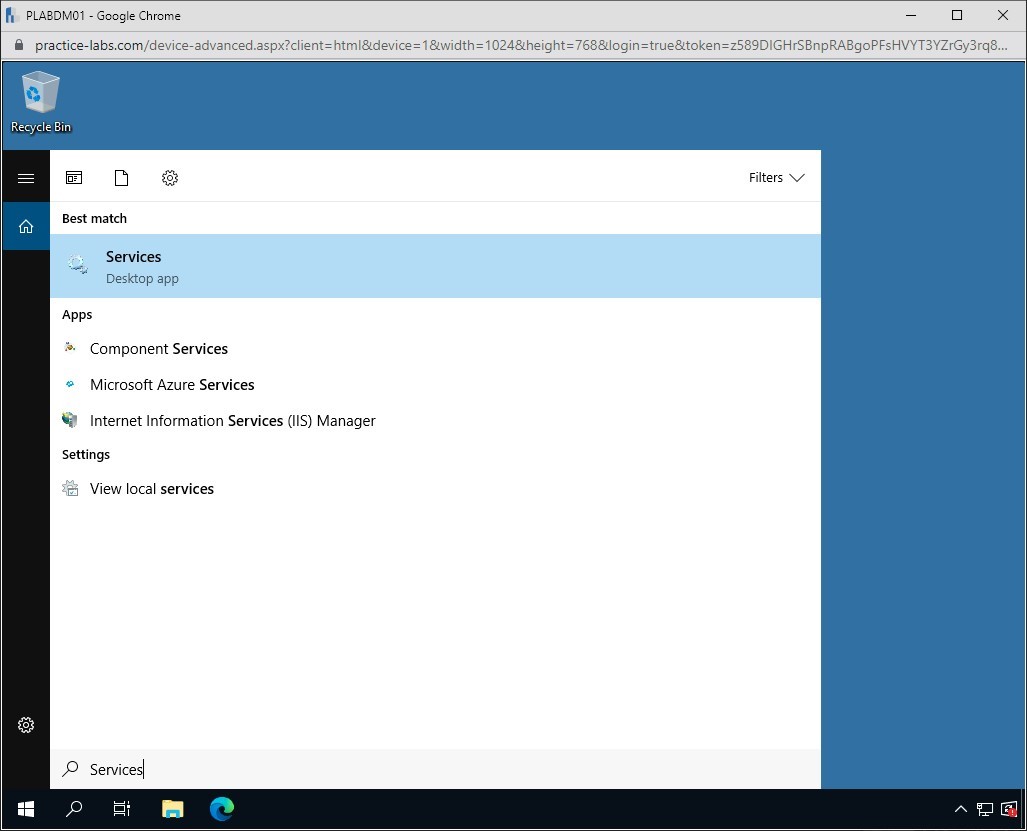 PLABDM01 - Google Chrome
practice-labs.com/device-advanced.aspx?client=html&device=1&width=1024&height=768&login=true&token=z589DIGHrSBnpRABgoPFsHVYT3YZrGy3rq8...
Recycle Bin
Filters
Best match
Services
Desktop app
Apps
Component Services
Microsoft Azure Services
Internet Information Services (IIS) Manager
Settings
View local services
Services